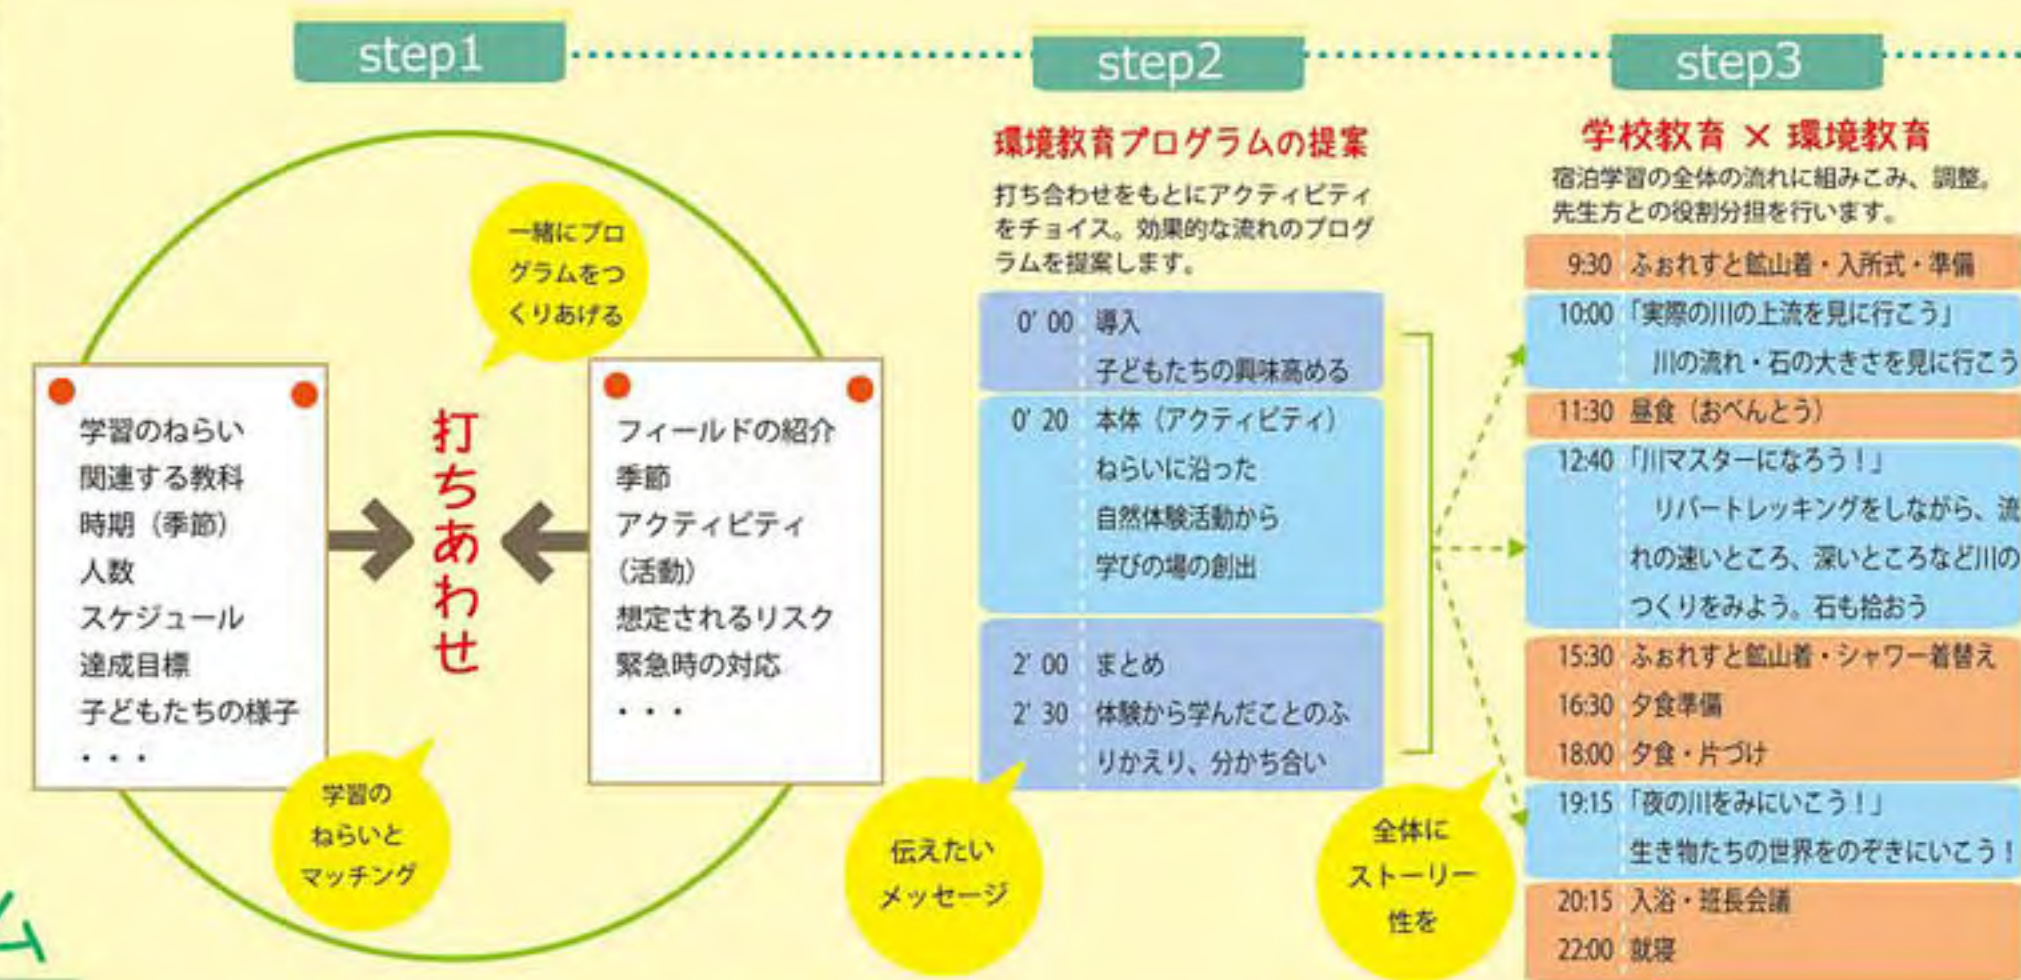 step1
一緒にプロ
グラムをつ
くりあげる
学習のねらい
関連する教科
時期（季節）
人数
スケジュール
達成目標
子どもたちの様子
・・・
打ちあわせ
フィールドの紹介
季節
アクティビティ
（活動）
想定されるリスク
緊急時の対応
・・・
学習の
ねらいと
マッチング
step2
環境教育プログラムの提案
打ち合わせをもとにアクティビティ
をチョイス。効果的な流れのプログ
ラムを提案します。
0' 00 導入
子どもたちの興味高める
0' 20 本体（アクティビティ）
ねらいに沿った
自然体験活動から
学びの場の創出
2' 00 まとめ
2' 30 体験から学んだことのふ
りかえり、分かち合い
伝えたい
メッセージ
全体に
ストーリー
性を
step3
学校教育 × 環境教育
宿泊学習の全体の流れに組みこみ、調整。
先生方との役割分担を行います。
9:30 ふぉれすと鉱山着・入所式・準備
10:00 「実際の川の上流を見に行こう」
川の流れ・石の大きさを見に行こう
11:30 昼食（おべんとう）
12:40 「川マスターになろう！」
リバートレッキングをしながら、流
れの速いところ、深いところなど川の
つくりをみよう。石も拾おう
15:30 ふぉれすと鉱山着・シャワー着替え
16:30 夕食準備
18:00 夕食・片づけ
19:15 「夜の川をみにいこう！」
生き物たちの世界をのぞきにいこう！
20:15 入浴・班長会議
22:00 就寝
ム